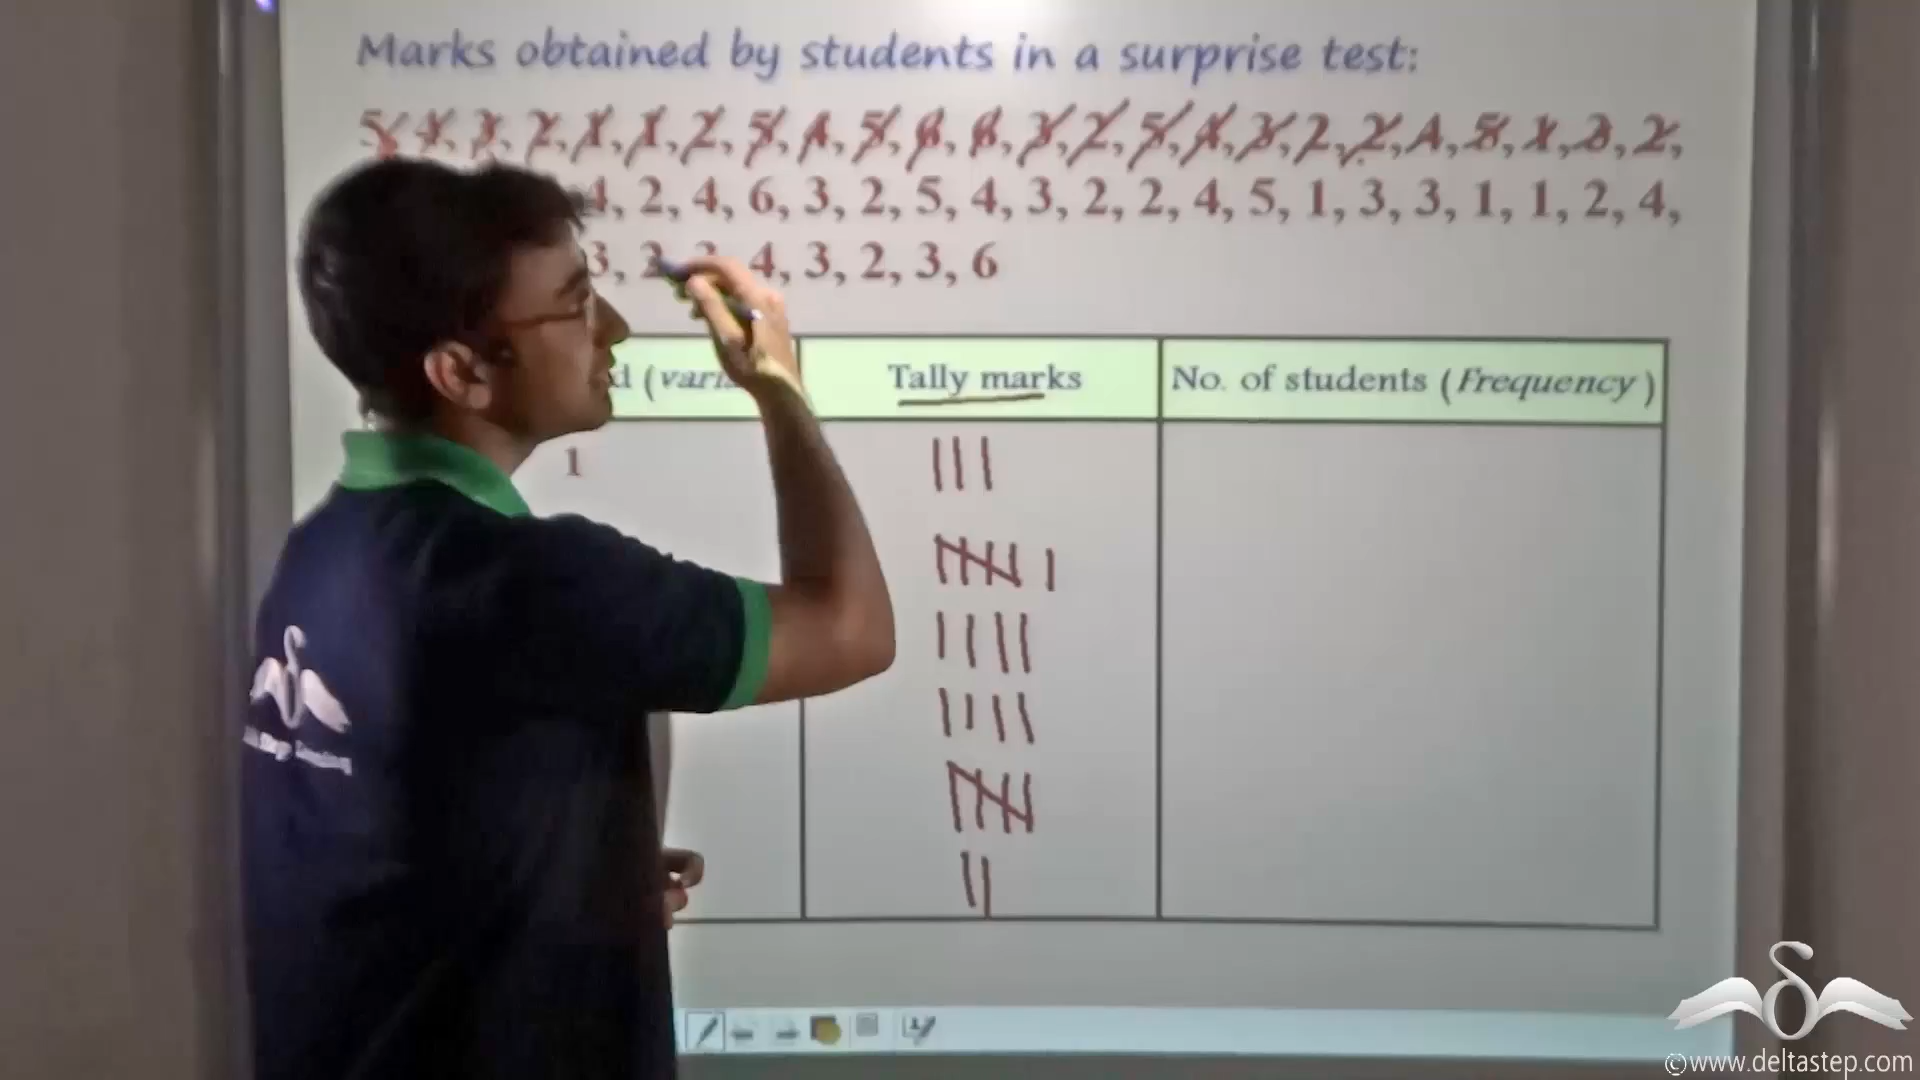 Marks obtained by students in a surprise test:
5, 4, 3, 2, 1, 1, 2, 5, 4, 5, 6, 6, 3, 2, 5, 4, 3, 2, 2, 4, 5, 1, 3, 2,
4, 2, 4, 6, 3, 2, 5, 4, 3, 2, 2, 4, 5, 1, 3, 3, 1, 1, 2, 4,
3, 4, 3, 2, 3, 6
d (vari
Tally marks
No. of students (Frequency)
1
©www.deltastep.com